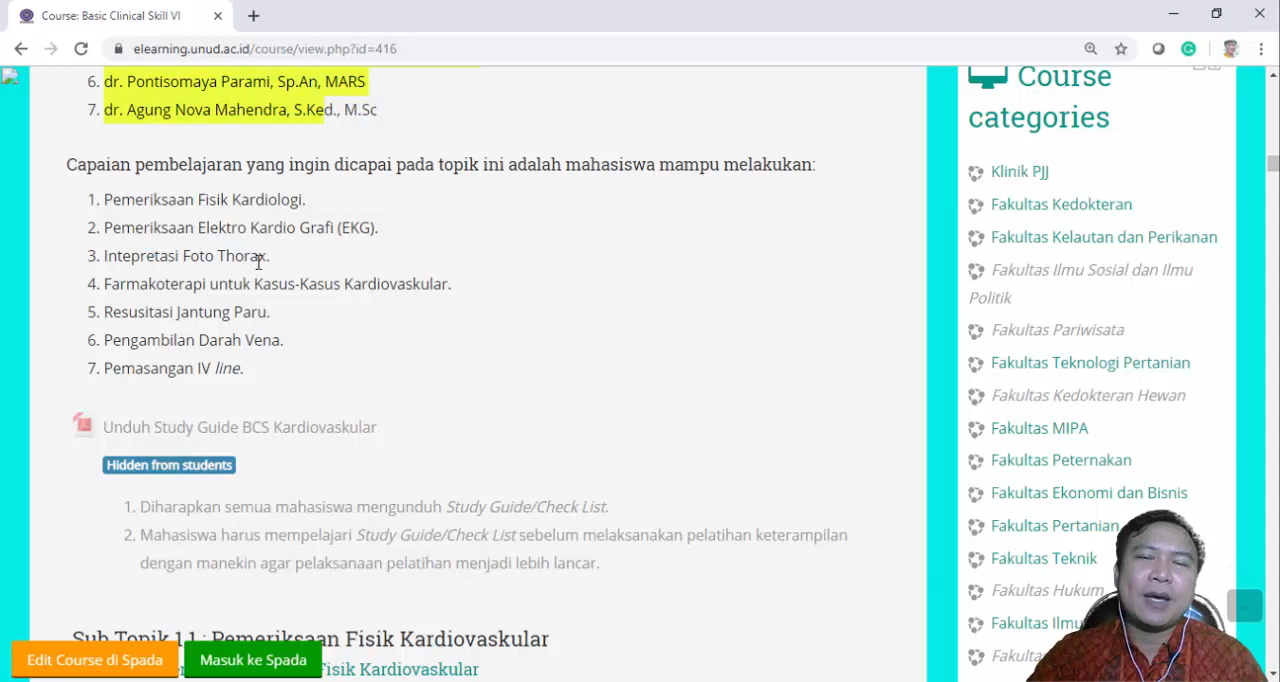 Course: Basic Clinical Skill VI
elearning.unud.ac.id/course/view.php?id=416
6. dr. Pontisomaya Parami, Sp.An, MARS
7. dr. Agung Nova Mahendra, S.Ked., M.Sc
Capaian pembelajaran yang ingin dicapai pada topik ini adalah mahasiswa mampu melakukan:
1. Pemeriksaan Fisik Kardiologi.
2. Pemeriksaan Elektro Kardio Grafi (EKG).
3. Intepretasi Foto Thorax.
4. Farmakoterapi untuk Kasus-Kasus Kardiovaskular.
5. Resusitasi Jantung Paru.
6. Pengambilan Darah Vena.
7. Pemasangan IV line.
Unduh Study Guide BCS Kardiovaskular
Hidden from students
1. Diharapkan semua mahasiswa mengunduh Study Guide/Check List.
2. Mahasiswa harus mempelajari Study Guide/Check List sebelum melaksanakan pelatihan keterampilan
dengan manekin agar pelaksanaan pelatihan menjadi lebih lancar.
Sub Topik 1.1 : Pemeriksaan Fisik Kardiovaskular
Fisik Kardiovaskular
Edit Course di Spada
Masuk ke Spada
Course
categories
Klinik PJJ
Fakultas Kedokteran
Fakultas Kelautan dan Perikanan
Fakultas Ilmu Sosial dan Ilmu
Politik
Fakultas Pariwisata
Fakultas Teknologi Pertanian
Fakultas Kedokteran Hewan
Fakultas MIPA
Fakultas Peternakan
Fakultas Ekonomi dan Bisnis
Fakultas Pertanian
Fakultas Teknik
Fakultas Hukum
Fakultas Ilmu